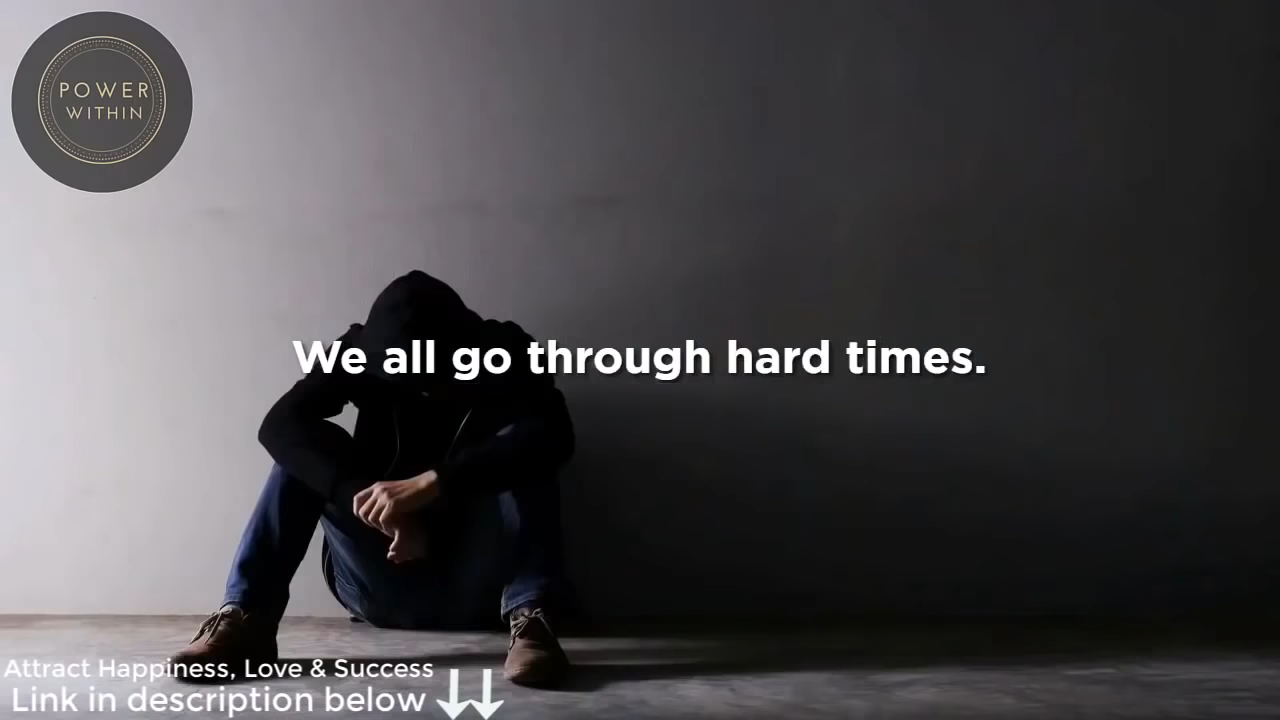 POWER
WITHIN
We all go through hard times.
Attract Happiness, Love & Success
Link in description below